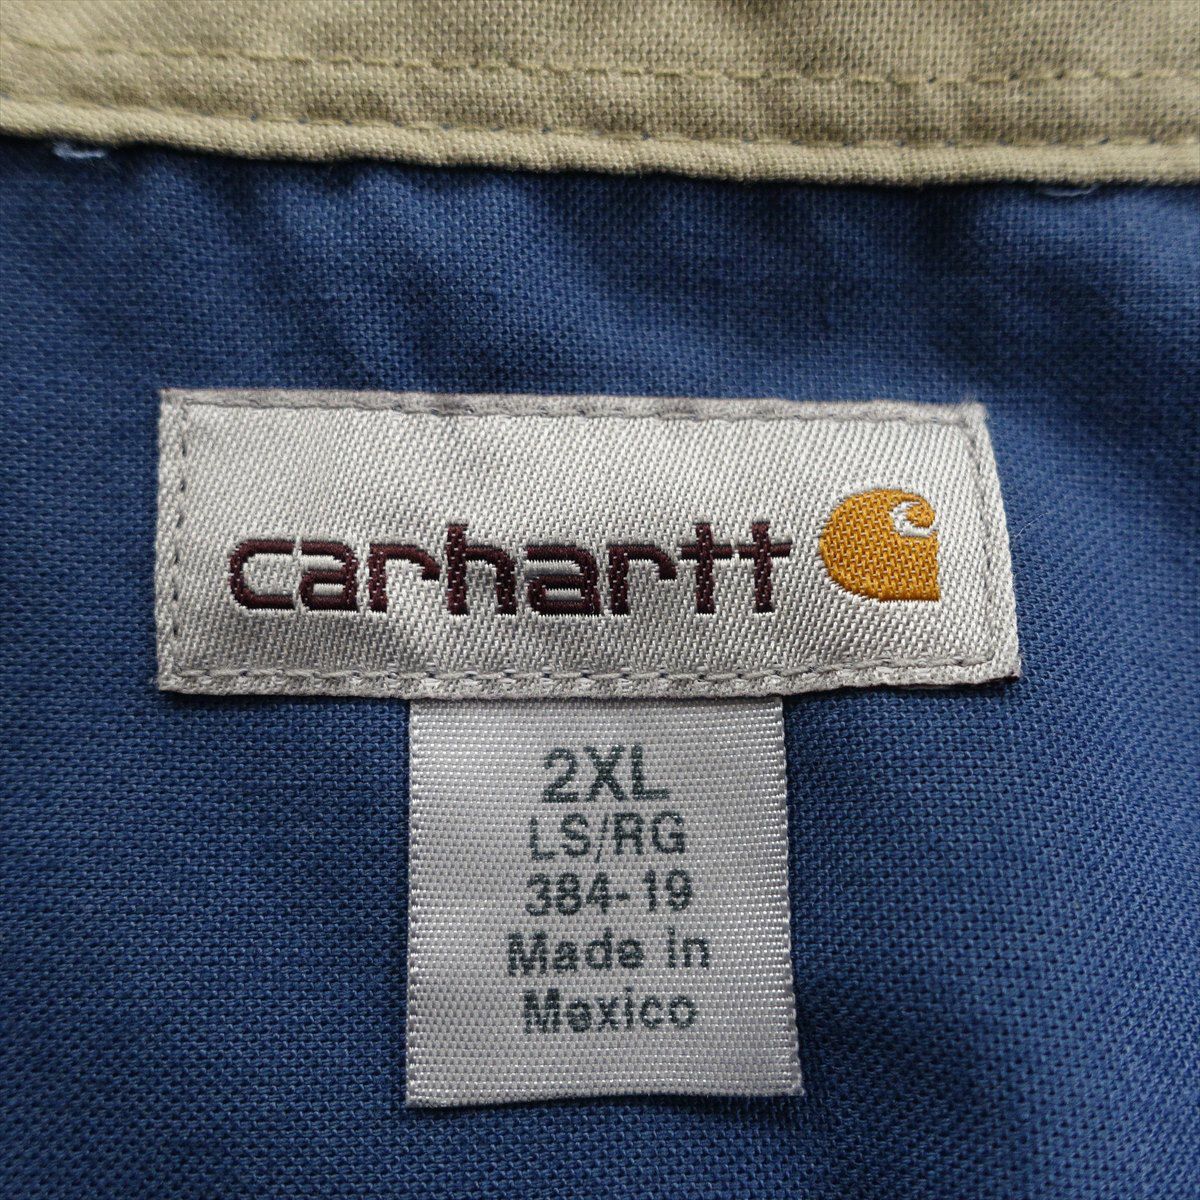 carhartt
2XL
LS/RG
384-19
Made in
Mexico